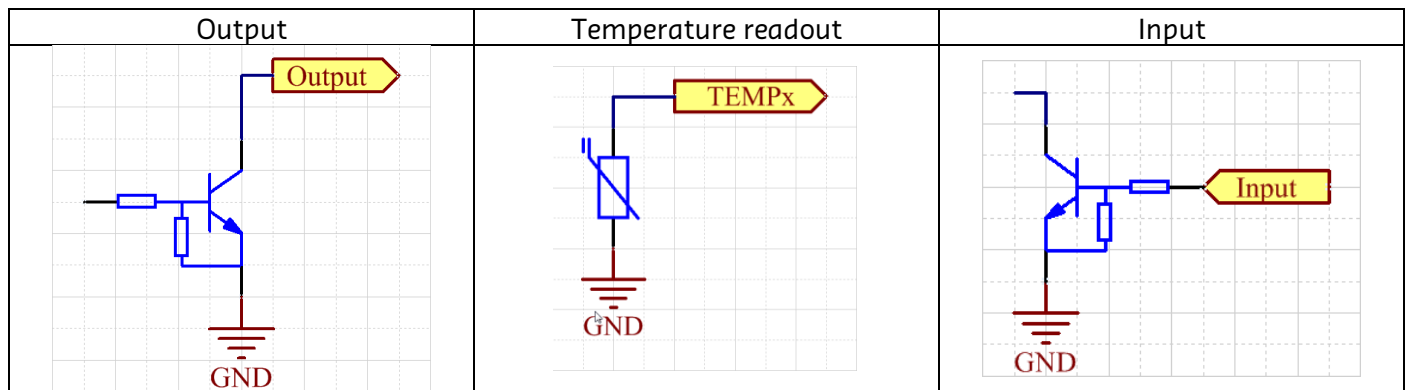 Output
Temperature readout
Input
Output
TEMPx
Input
GND
GND
GND